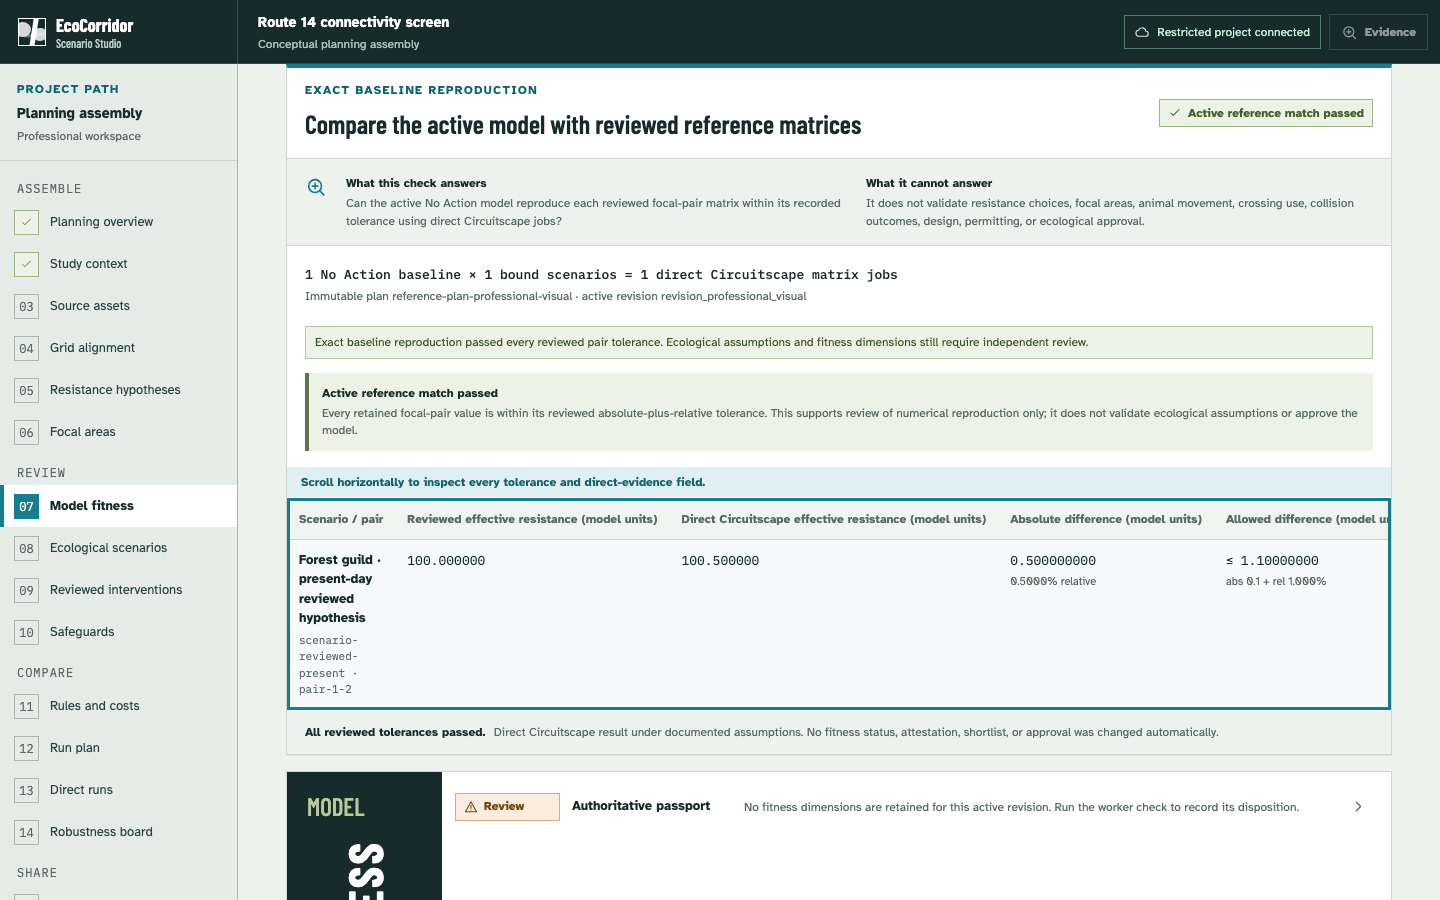 EcoCorridor
Scenario Studio
Route 14 connectivity screen
Conceptual planning assembly
Restricted project connected
Evidence
PROJECT PATH
Planning assembly
Professional workspace
ASSEMBLE
Planning overview
Study context
03 Source assets
04 Grid alignment
05 Resistance hypotheses
06 Focal areas
REVIEW
07 Model fitness
08 Ecological scenarios
09 Reviewed interventions
10 Safeguards
COMPARE
11 Rules and costs
12 Run plan
13 Direct runs
14 Robustness board
SHARE
EXACT BASELINE REPRODUCTION
Compare the active model with reviewed reference matrices
Active reference match passed
What this check answers
Can the active No Action model reproduce each reviewed focal-pair matrix within its recorded
tolerance using direct Circuitscape jobs?
What it cannot answer
It does not validate resistance choices, focal areas, animal movement, crossing use, collision
outcomes, design, permitting, or ecological approval.
1 No Action baseline × 1 bound scenarios = 1 direct Circuitscape matrix jobs
Immutable plan reference-plan-professional-visual · active revision revision_professional_visual
Exact baseline reproduction passed every reviewed pair tolerance. Ecological assumptions and fitness dimensions still require independent review.
Active reference match passed
Every retained focal-pair value is within its reviewed absolute-plus-relative tolerance. This supports review of numerical reproduction only; it does not validate ecological assumptions or approve the
model.
Scroll horizontally to inspect every tolerance and direct-evidence field.
Scenario / pair Reviewed effective resistance (model units) Direct Circuitscape effective resistance (model units) Absolute difference (model units) Allowed difference (model
Forest guild ·
present-day
reviewed
hypothesis
scenario-
reviewed-
present ·
pair-1-2
100.000000
100.500000
0.500000000
0.5000% relative
≤ 1.10000000
abs 0.1 + rel 1.000%
All reviewed tolerances passed. Direct Circuitscape result under documented assumptions. No fitness status, attestation, shortlist, or approval was changed automatically.
MODEL
ESS
Review
Authoritative passport
No fitness dimensions are retained for this active revision. Run the worker check to record its disposition.